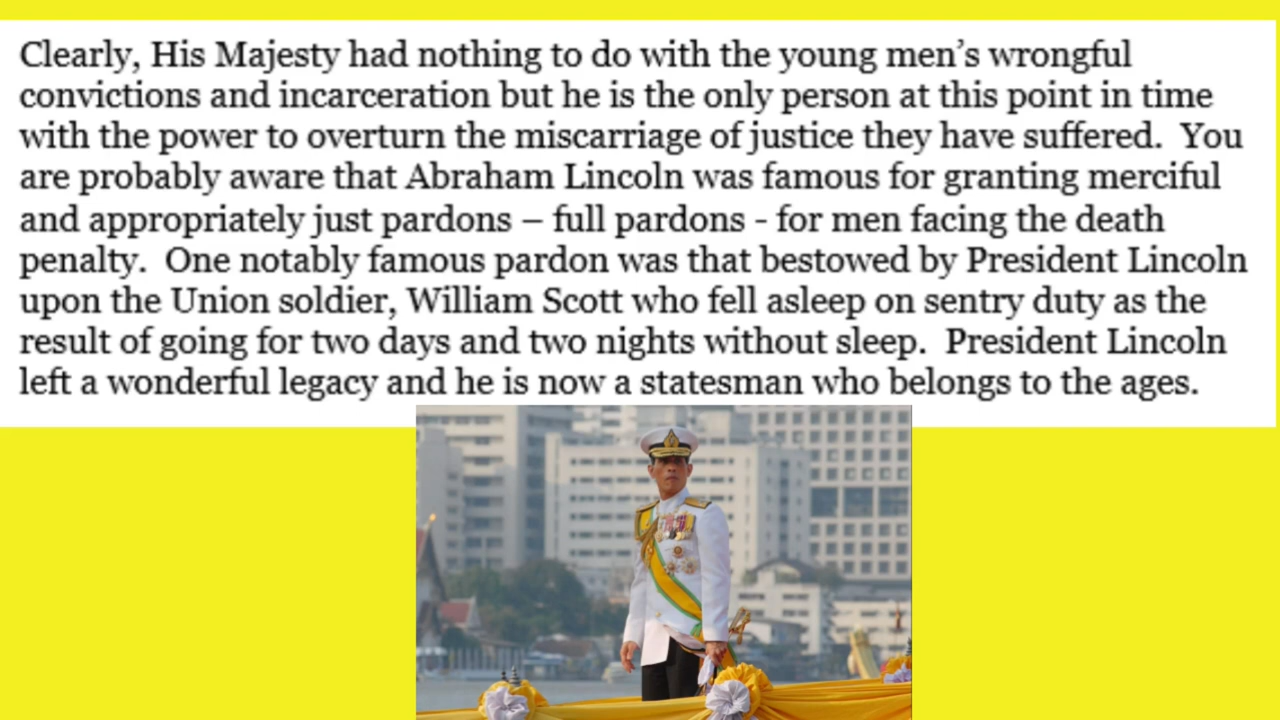 Clearly, His Majesty had nothing to do with the young men’s wrongful
convictions and incarceration but he is the only person at this point in time
with the power to overturn the miscarriage of justice they have suffered.  You
are probably aware that Abraham Lincoln was famous for granting merciful
and appropriately just pardons – full pardons - for men facing the death
penalty.  One notably famous pardon was that bestowed by President Lincoln
upon the Union soldier, William Scott who fell asleep on sentry duty as the
result of going for two days and two nights without sleep.  President Lincoln
left a wonderful legacy and he is now a statesman who belongs to the ages.